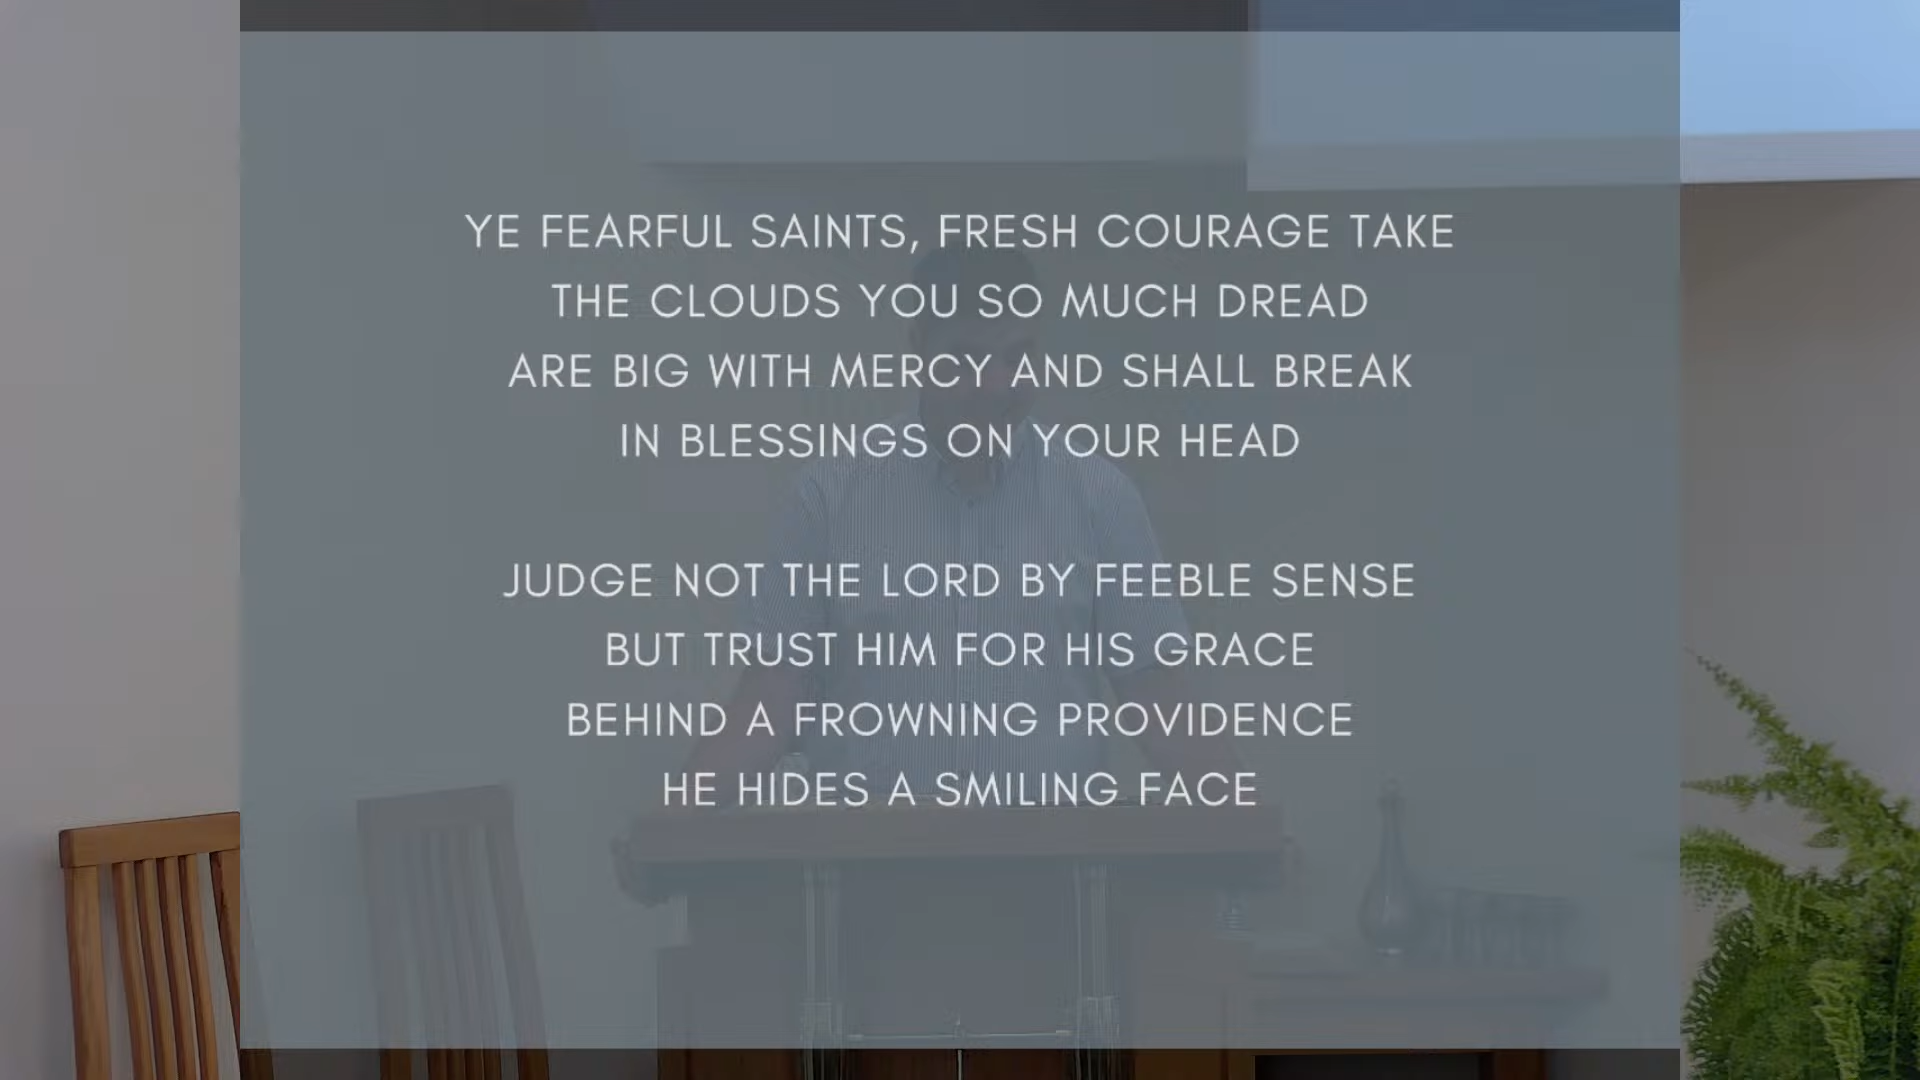 YE FEARFUL SAINTS, FRESH COURAGE TAKE
THE CLOUDS YOU SO MUCH DREAD
ARE BIG WITH MERCY AND SHALL BREAK
IN BLESSINGS ON YOUR HEAD
JUDGE NOT THE LORD BY FEEBLE SENSE
BUT TRUST HIM FOR HIS GRACE
BEHIND A FROWNING PROVIDENCE
HE HIDES A SMILING FACE